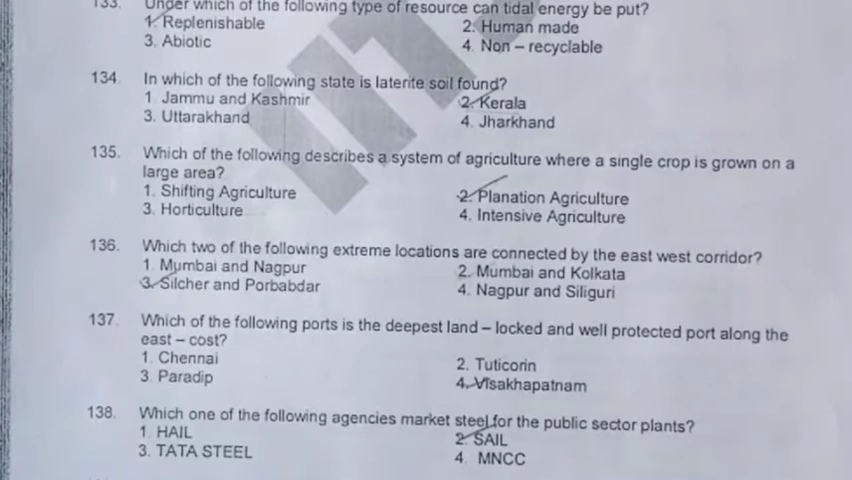 133. Under which of the following type of resource can tidal energy be put?
1. Replenishable 2. Human made
3. Abiotic 4. Non – recyclable
134. In which of the following state is laterite soil found?
1. Jammu and Kashmir 2. Kerala
3. Uttarakhand 4. Jharkhand
135. Which of the following describes a system of agriculture where a single crop is grown on a
large area?
1. Shifting Agriculture 2. Planation Agriculture
3. Horticulture 4. Intensive Agriculture
136. Which two of the following extreme locations are connected by the east west corridor?
1. Mumbai and Nagpur 2. Mumbai and Kolkata
3. Silcher and Porbabdar 4. Nagpur and Siliguri
137. Which of the following ports is the deepest land – locked and well protected port along the
east – cost?
1. Chennai 2. Tuticorin
3. Paradip 4. Visakhapatnam
138. Which one of the following agencies market steel for the public sector plants?
1. HAIL 2. SAIL
3. TATA STEEL 4. MNCC